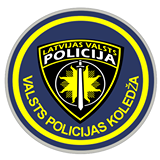 LATVIJAS VALSTS
POLICIJA
VALSTS POLICIJAS KOLEDŽA